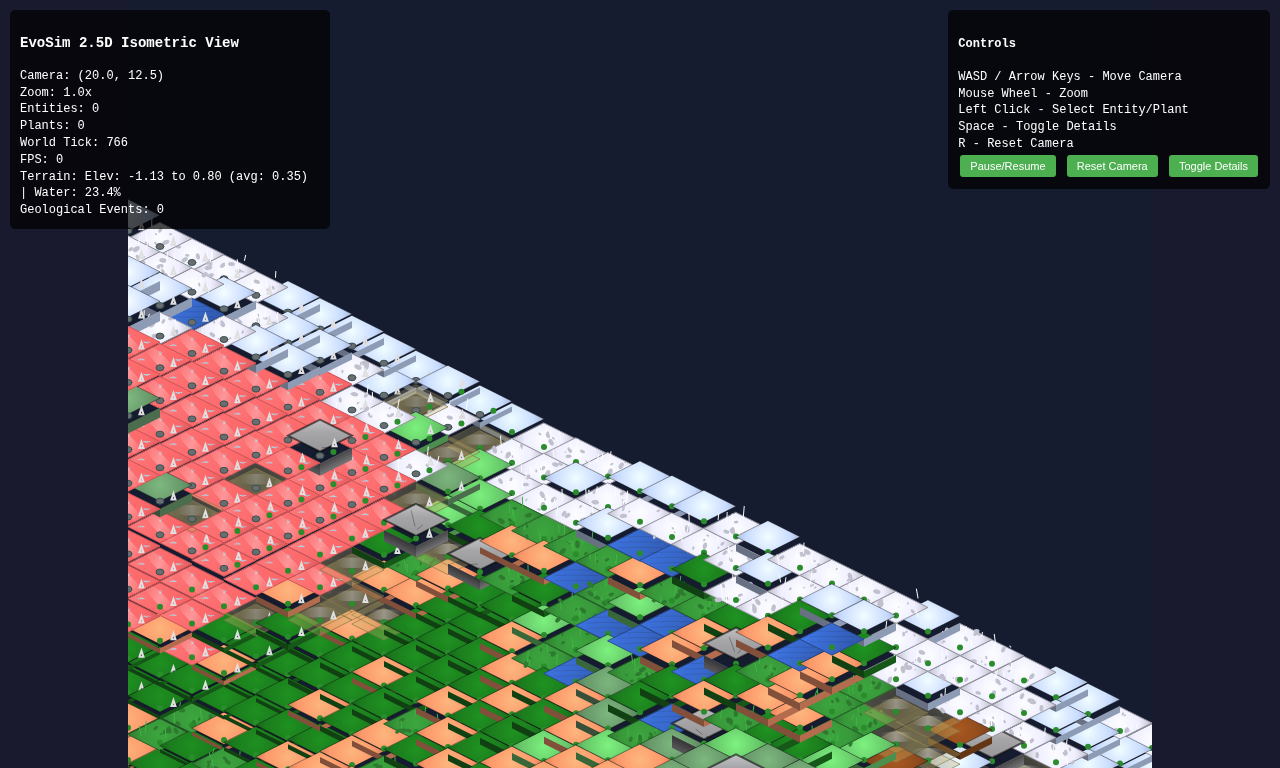 EvoSim 2.5D Isometric View
Camera: (20.0, 12.5)
Zoom: 1.0x
Entities: 0
Plants: 0
World Tick: 766
FPS: 0
Terrain: Elev: -1.13 to 0.80 (avg: 0.35)
| Water: 23.4%
Geological Events: 0
Controls
WASD / Arrow Keys - Move Camera
Mouse Wheel - Zoom
Left Click - Select Entity/Plant
Space - Toggle Details
R - Reset Camera
Pause/Resume Reset Camera Toggle Details